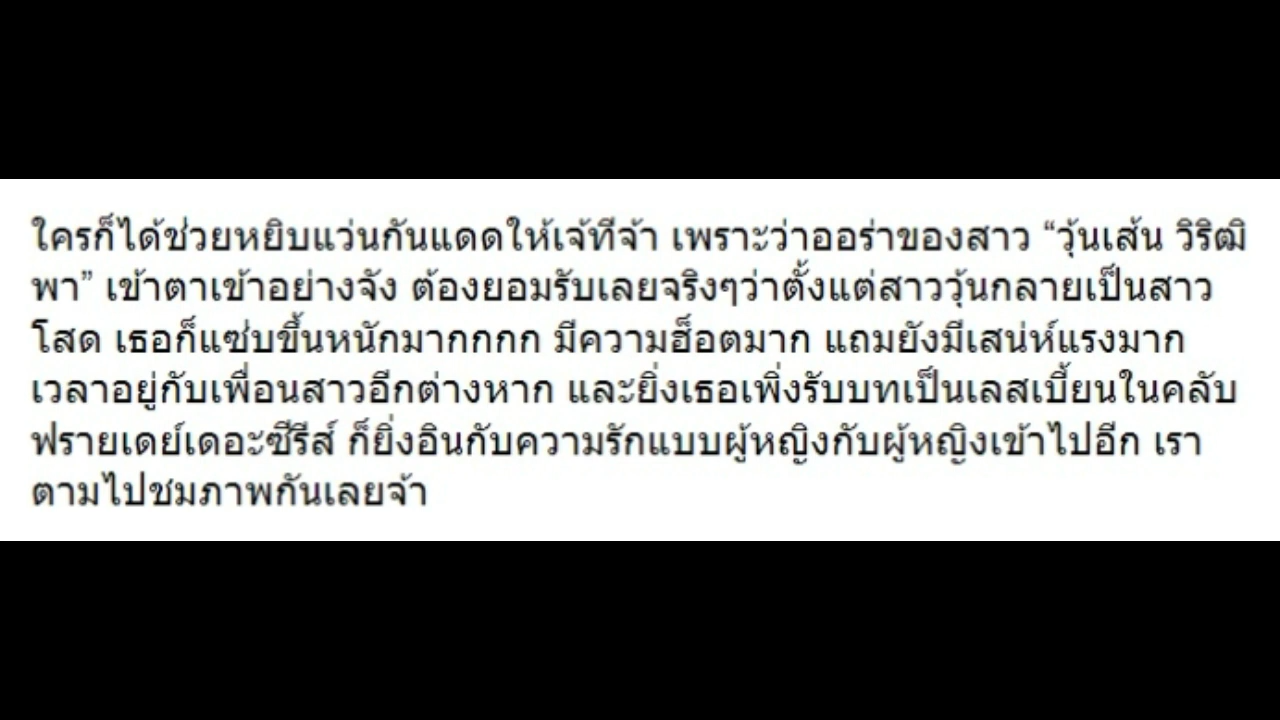 ใครก็ได้ช่วยหยิบแว่นกันแดดให้เจ้ทีจ้า เพราะว่าออร่าของสาว “วุ้นเส้น วิริฒิ
พา” เข้าตาเข้าอย่างจัง ต้องยอมรับเลยจริงๆว่าตั้งแต่สาววุ้นกลายเป็นสาว
โสด เธอก็แซ่บขึ้นหนักมากกกก มีความฮ็อตมาก แถมยังมีเสน่ห์แรงมาก
เวลาอยู่กับเพื่อนสาวอีกต่างหาก และยิ่งเธอเพิ่งรับบทเป็นเลสเบี้ยนในคลับ
ฟรายเดย์เดอะซีรีส์ ก็ยิ่งอินกับความรักแบบผู้หญิงกับผู้หญิงเข้าไปอีก เรา
ตามไปชมภาพกันเลยจ้า